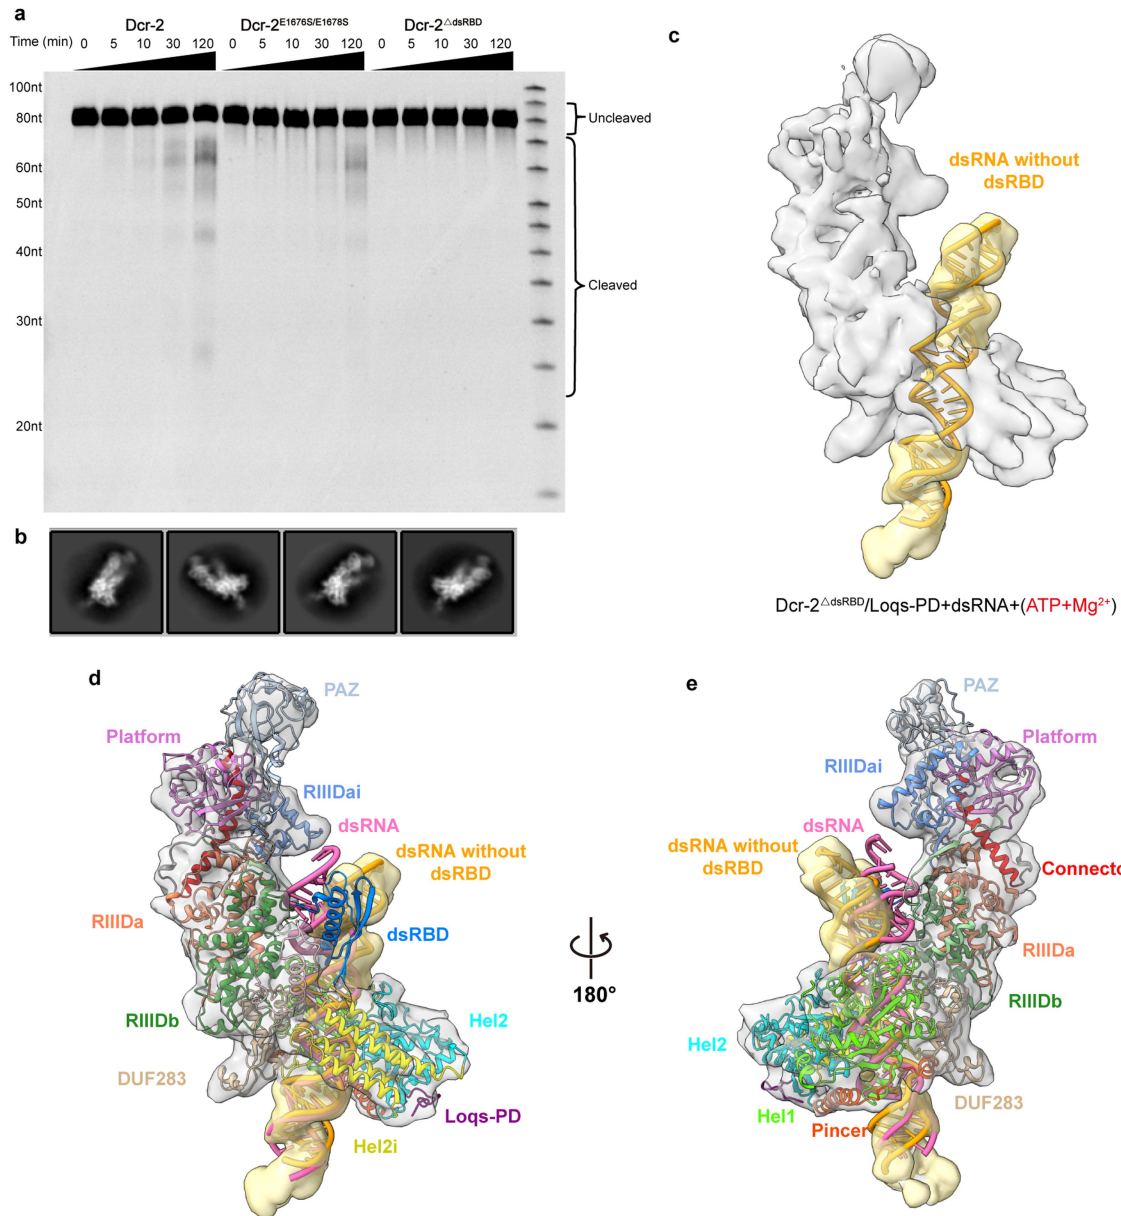 a
Dcr-2 Dcr-2E1676S/E1678S Dcr-2△dsRBD
Time (min) 0 5 10 30 120 0 5 10 30 120 0 5 10 30 120
100nt
80nt
Uncleaved
60nt
50nt
40nt
Cleaved
30nt
20nt
b
c
dsRNA without
dsRBD
Dcr-2△dsRBD/Loqs-PD+dsRNA+(ATP+Mg2+)
d
PAZ
Platform
RIIIDai
dsRNA
dsRNA without
dsRBD
RIIIDa
dsRBD
RIIIDb
Hel2
DUF283
Loqs-PD
Hel2i
180°
e
PAZ
Platform
RIIIDai
dsRNA
dsRNA without
dsRBD
Connecto
RIIIDa
RIIIDb
Hel2
DUF283
Hel1
Pincer